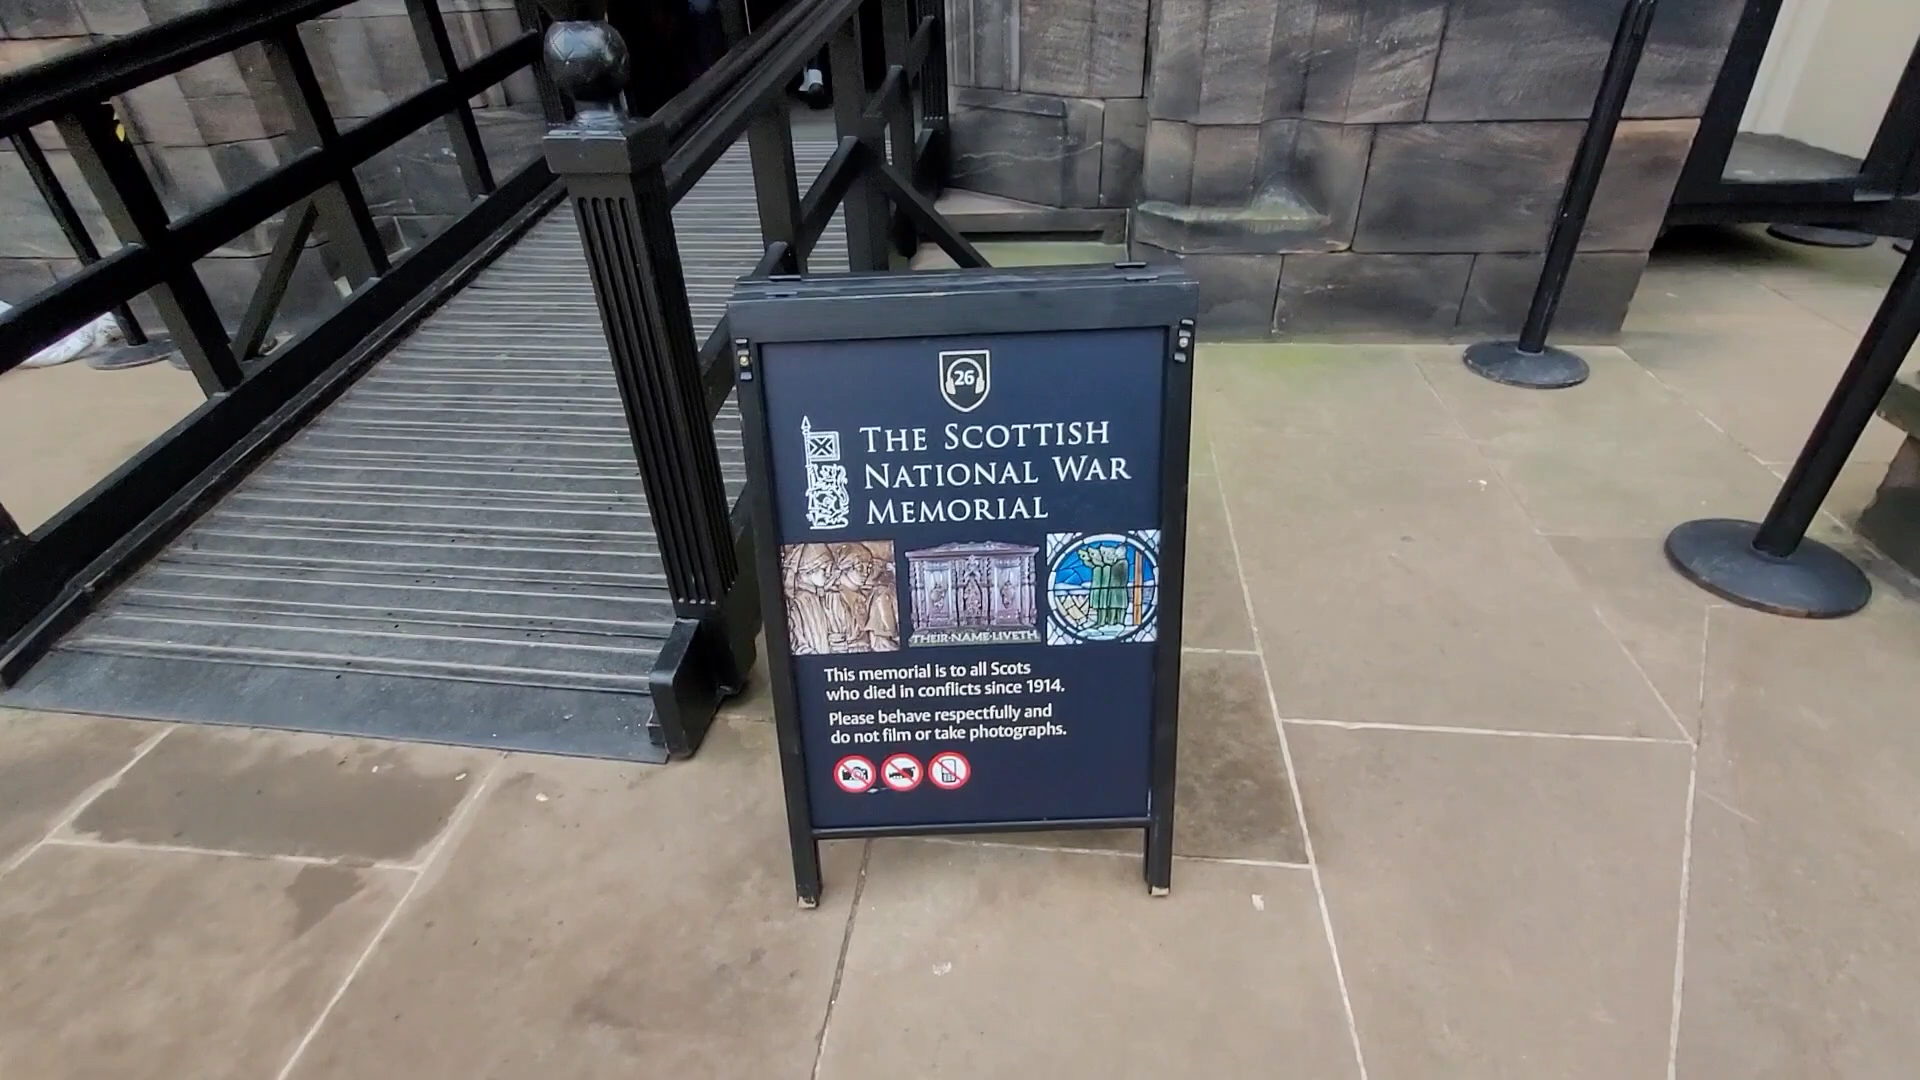 26
THE SCOTTISH
NATIONAL WAR
MEMORIAL
THEIR·NAME·LIVETH
This memorial is to all Scots
who died in conflicts since 1914.
Please behave respectfully and
do not film or take photographs.